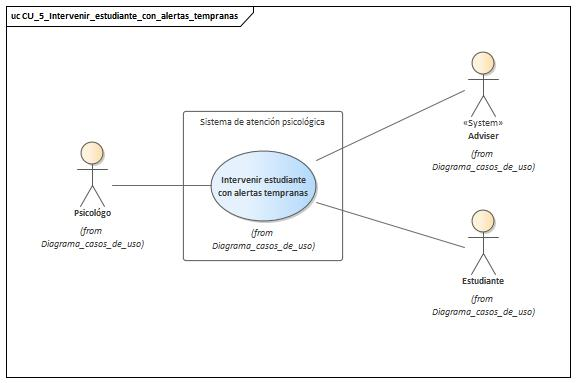 uc CU_5_Intervenir_estudiante_con_alertas_tempranas
Sistema de atención psicológica
Intervenir estudiante
con alertas tempranas
(from
Diagrama_casos_de_uso)
Psicológo
(from
Diagrama_casos_de_uso)
«System»
Adviser
(from
Diagrama_casos_de_uso)
Estudiante
(from
Diagrama_casos_de_uso)